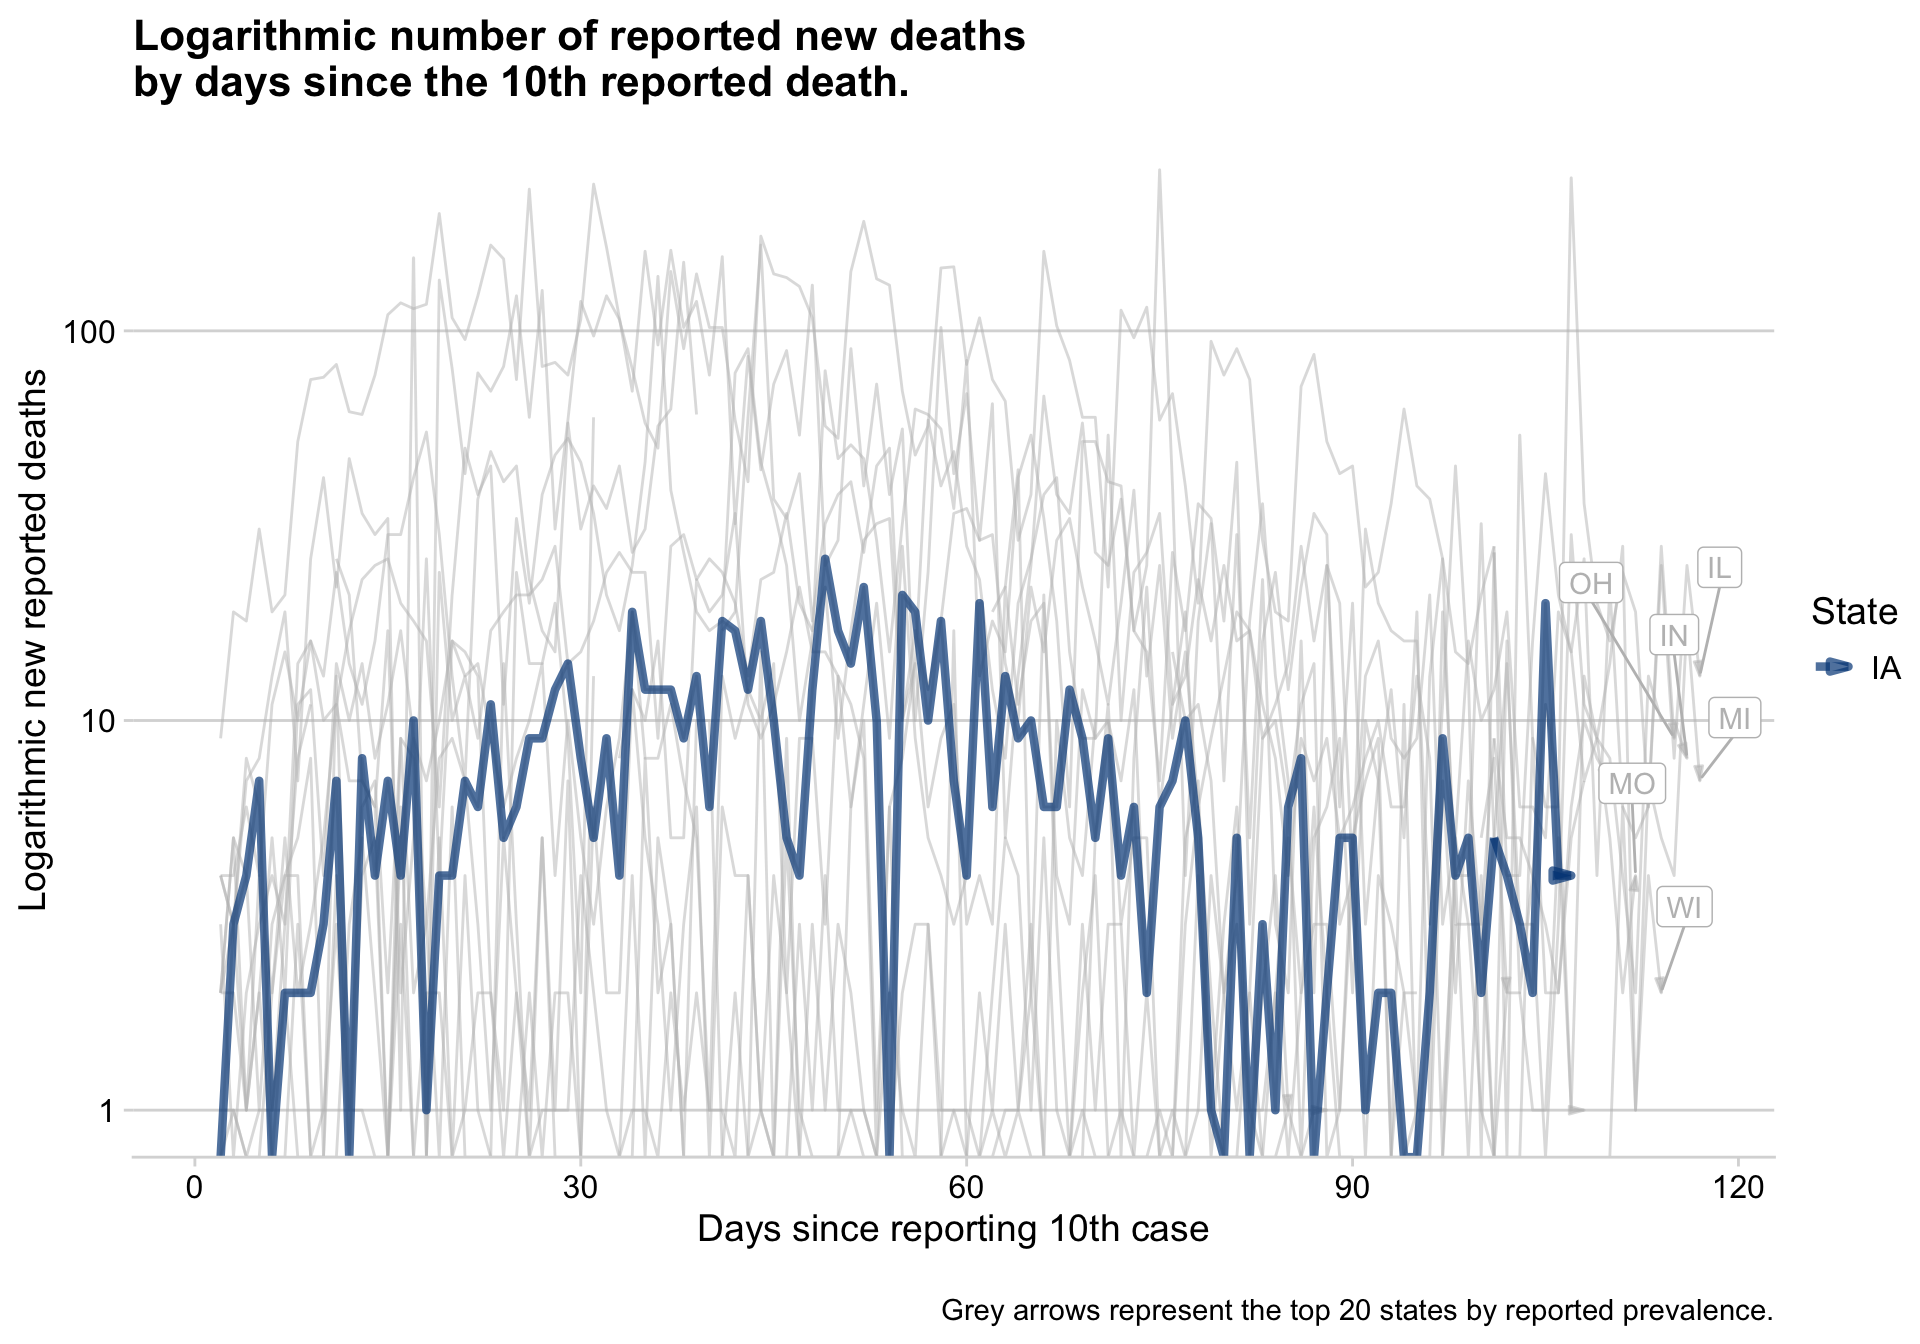 Logarithmic number of reported new deaths
by days since the 10th reported death.
Logarithmic new reported deaths
100
10
1
OH
IL
IN
MI
MO
WI
State
IA
0
30
60
90
120
Days since reporting 10th case
Grey arrows represent the top 20 states by reported prevalence.